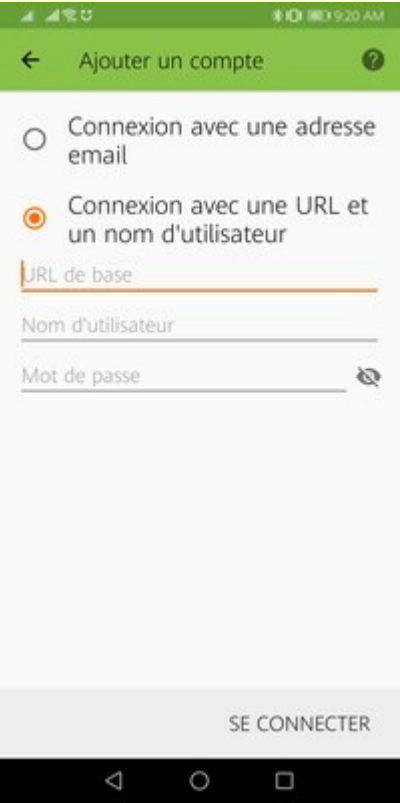 9:20 AM
Ajouter un compte
Connexion avec une adresse
email
Connexion avec une URL et
un nom d'utilisateur
URL de base
Nom d'utilisateur
Mot de passe
SE CONNECTER